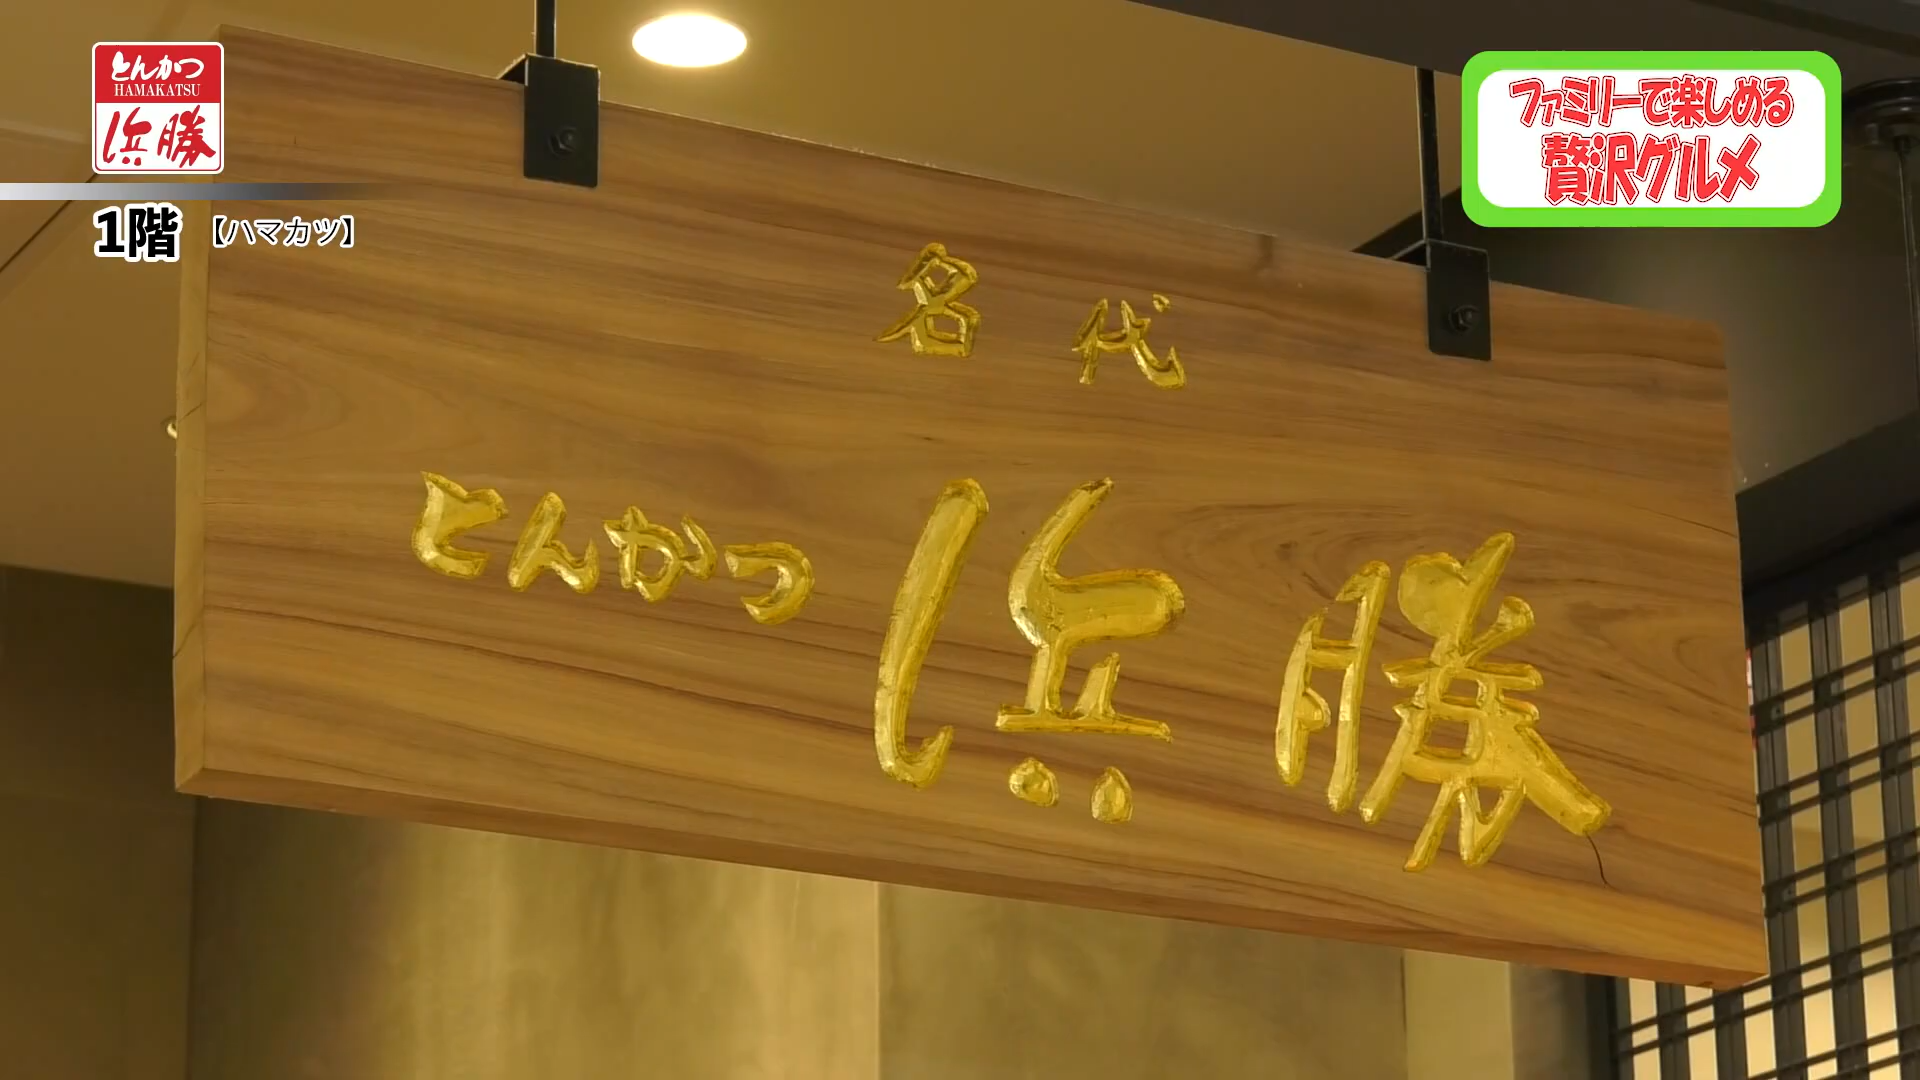 とんかつ
HAMAKATSU
浜勝
1階 【ハマカツ】
ファミリーで楽しめる
贅沢グルメ
名代
とんかつ 浜勝